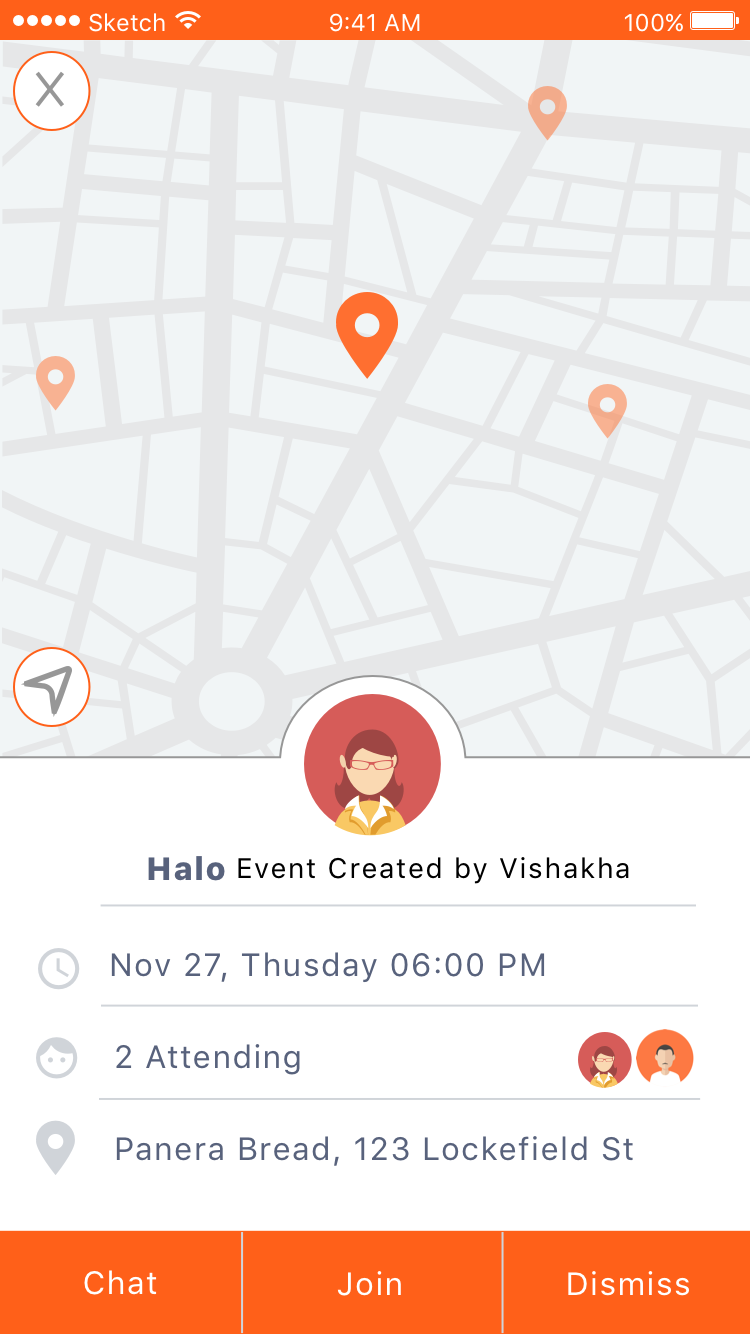 Sketch 9:41 AM 100%
X
Halo Event Created by Vishakha
Nov 27, Thusday 06:00 PM
2 Attending
Panera Bread, 123 Lockefield St
Chat Join Dismiss